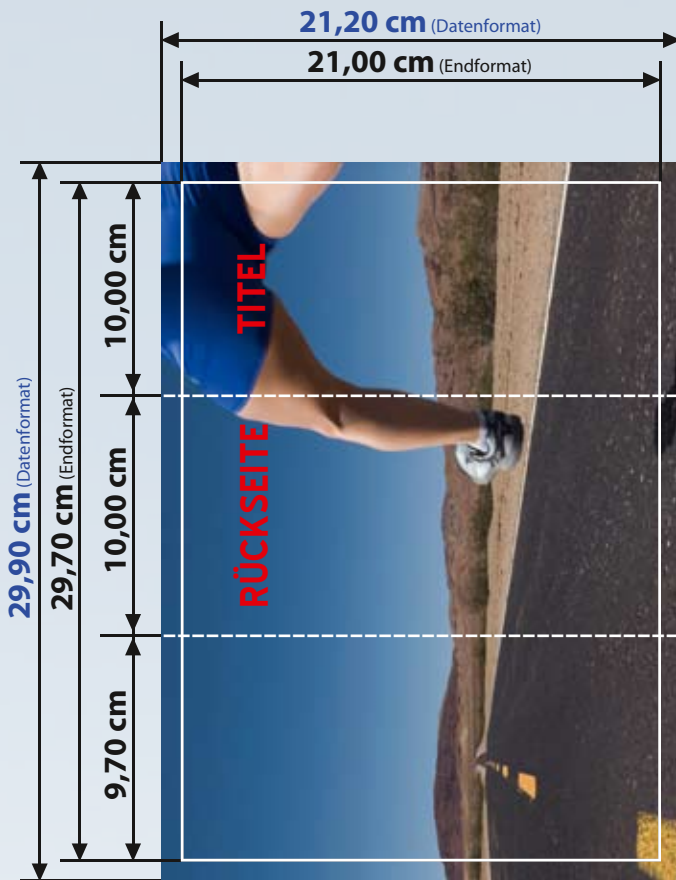 21,20 cm (Datenformat)
21,00 cm (Endformat)
29,90 cm (Datenformat)
29,70 cm (Endformat)
10,00 cm
10,00 cm
9,70 cm
TITEL
RÜCKSEITE